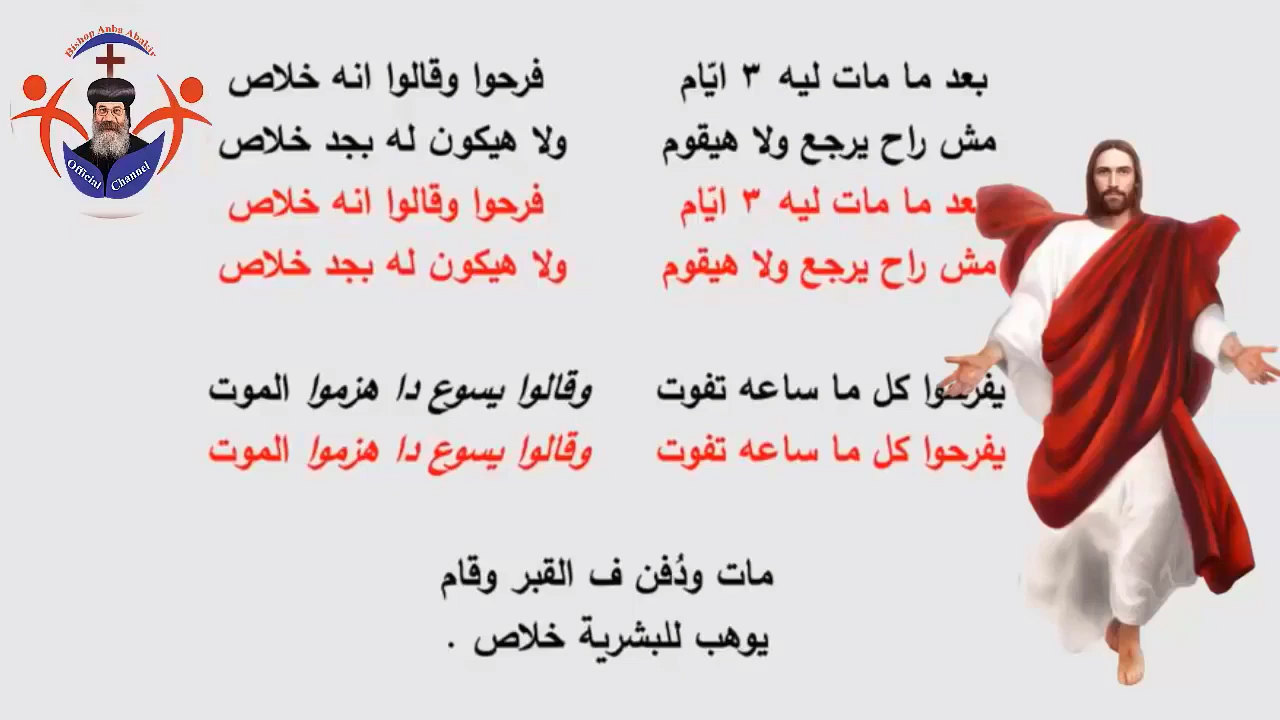 Bishop Anba Abakir
Official Channel
بعد ما مات ليه ٣ ايّام فرحوا وقالوا انه خلاص
مش راح يرجع ولا هيقوم ولا هيكون له بجد خلاص
بعد ما مات ليه ٣ ايّام فرحوا وقالوا انه خلاص
مش راح يرجع ولا هيقوم ولا هيكون له بجد خلاص
يفرحوا كل ما ساعه تفوت وقالوا يسوع دا هزموا الموت
يفرحوا كل ما ساعه تفوت وقالوا يسوع دا هزموا الموت
مات ودُفن ف القبر وقام
يوهب للبشرية خلاص .